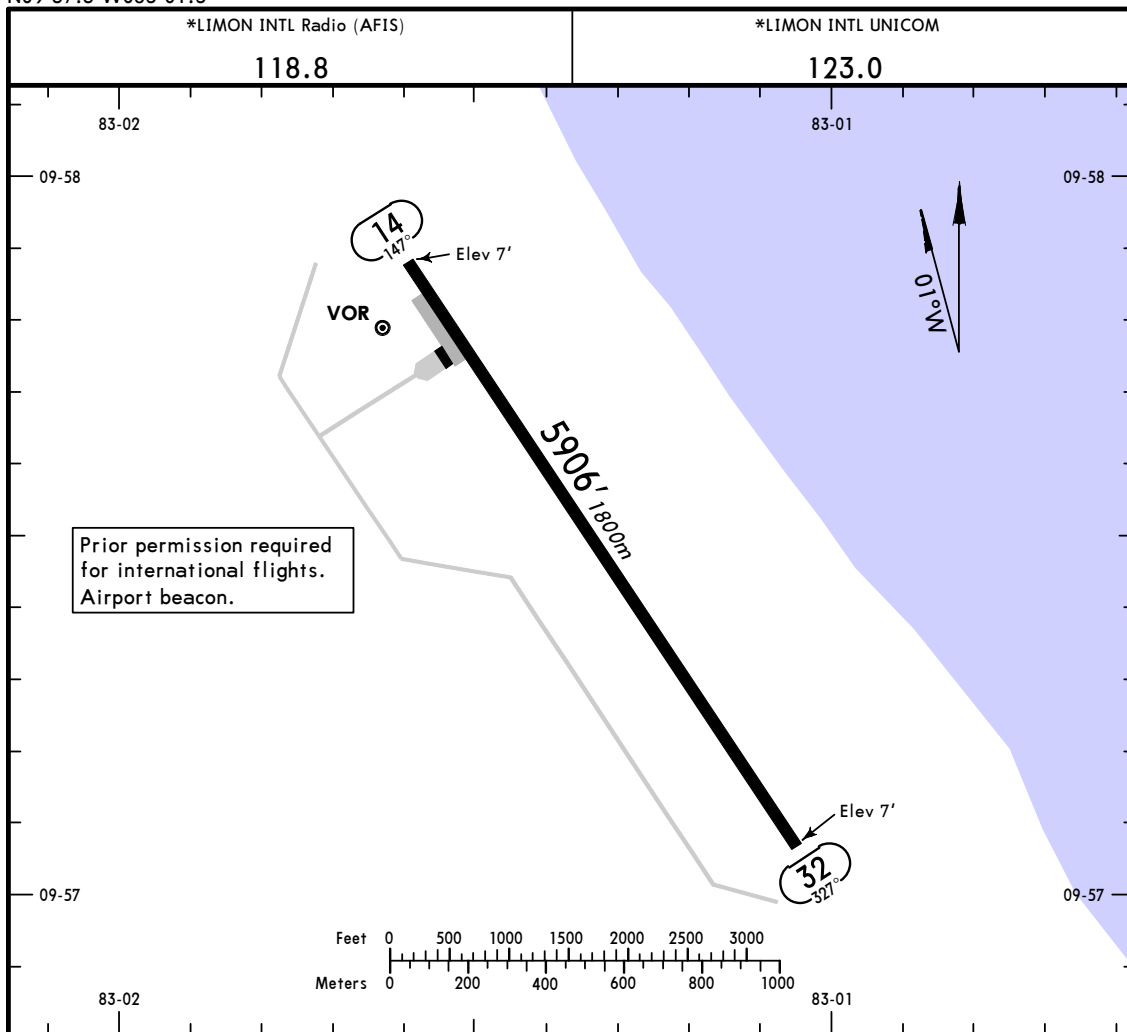 *LIMON INTL Radio (AFIS)
118.8
*LIMON INTL UNICOM
123.0
83-02
83-01
09-58
09-58
14
147°
Elev 7'
VOR
01°W
5906' 1800m
Prior permission required
for international flights.
Airport beacon.
Elev 7'
32
327°
09-57
09-57
Feet 0 500 1000 1500 2000 2500 3000
Meters 0 200 400 600 800 1000
83-02
83-01